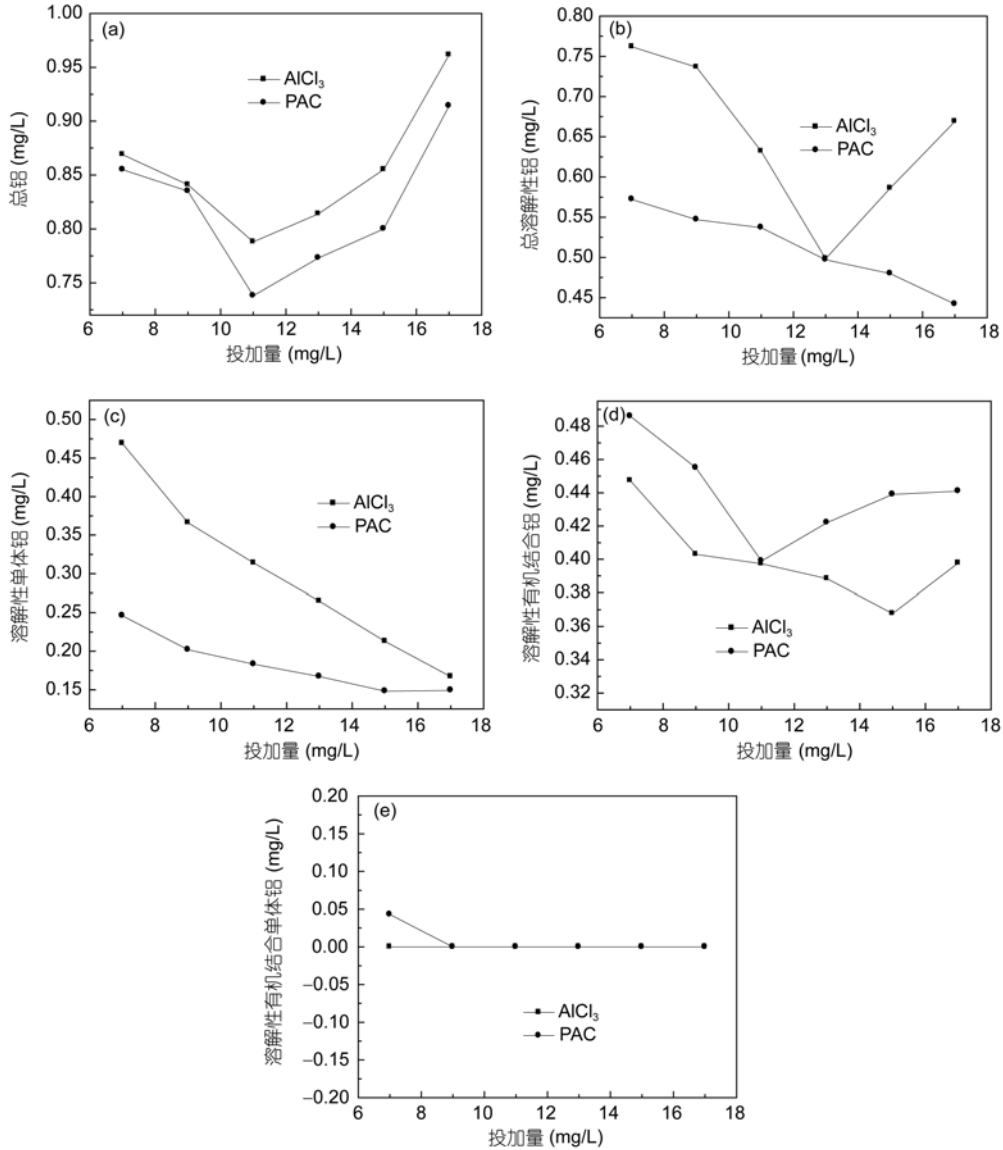 (a)
1.00
0.95
0.90
0.85
0.80
0.75
总铝 (mg/L)
AlCl₃
PAC
6 8 10 12 14 16 18
投加量 (mg/L)
(b)
0.80
0.75
0.70
0.65
0.60
0.55
0.50
0.45
总溶解性铝 (mg/L)
AlCl₃
PAC
6 8 10 12 14 16 18
投加量 (mg/L)
(c)
0.50
0.45
0.40
0.35
0.30
0.25
0.20
0.15
溶解性单体铝 (mg/L)
AlCl₃
PAC
6 8 10 12 14 16 18
投加量 (mg/L)
(d)
0.48
0.46
0.44
0.42
0.40
0.38
0.36
0.34
0.32
溶解性有机结合铝 (mg/L)
AlCl₃
PAC
6 8 10 12 14 16 18
投加量 (mg/L)
(e)
0.20
0.15
0.10
0.05
0.00
−0.05
−0.10
−0.15
−0.20
溶解性有机结合单体铝 (mg/L)
AlCl₃
PAC
6 8 10 12 14 16 18
投加量 (mg/L)